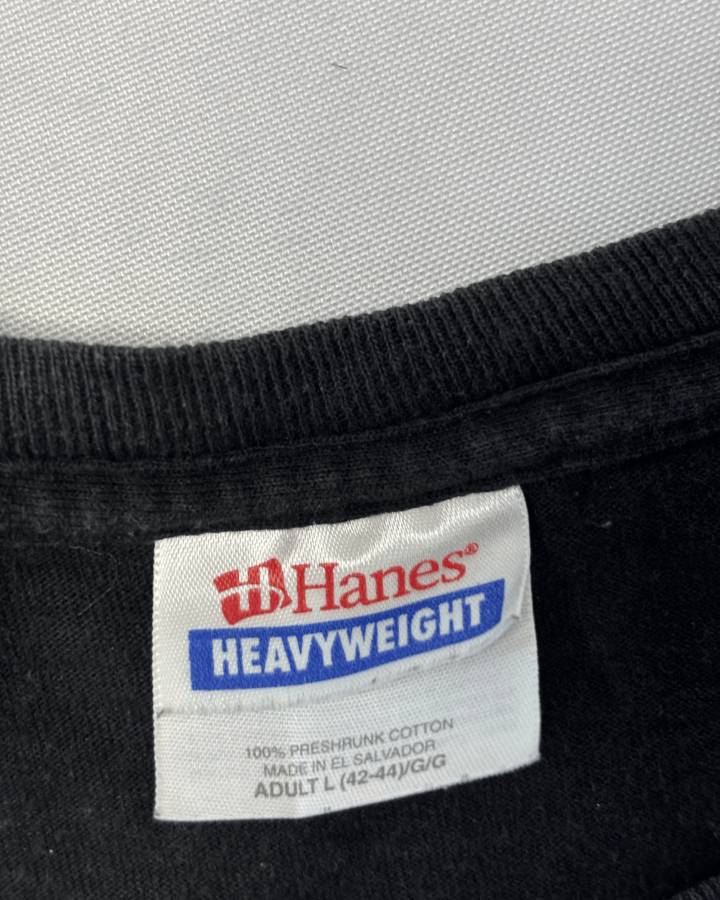 Hanes®
HEAVYWEIGHT
100% PRESHRUNK COTTON
MADE IN EL SALVADOR
ADULT L (42-44)/G/G